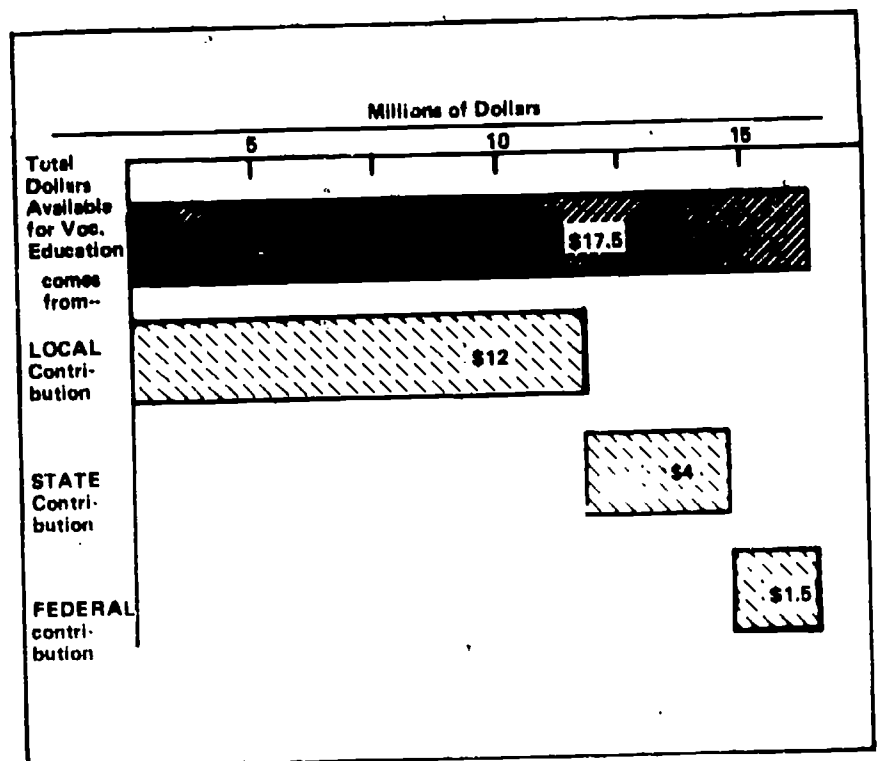 Millions of Dollars
5 10 15
Total
Dollars
Available
for Voc.
Education
$17.5
comes
from--
LOCAL
Contri-
bution
$12
STATE
Contri-
bution
$4
FEDERAL
contri-
bution
$1.5